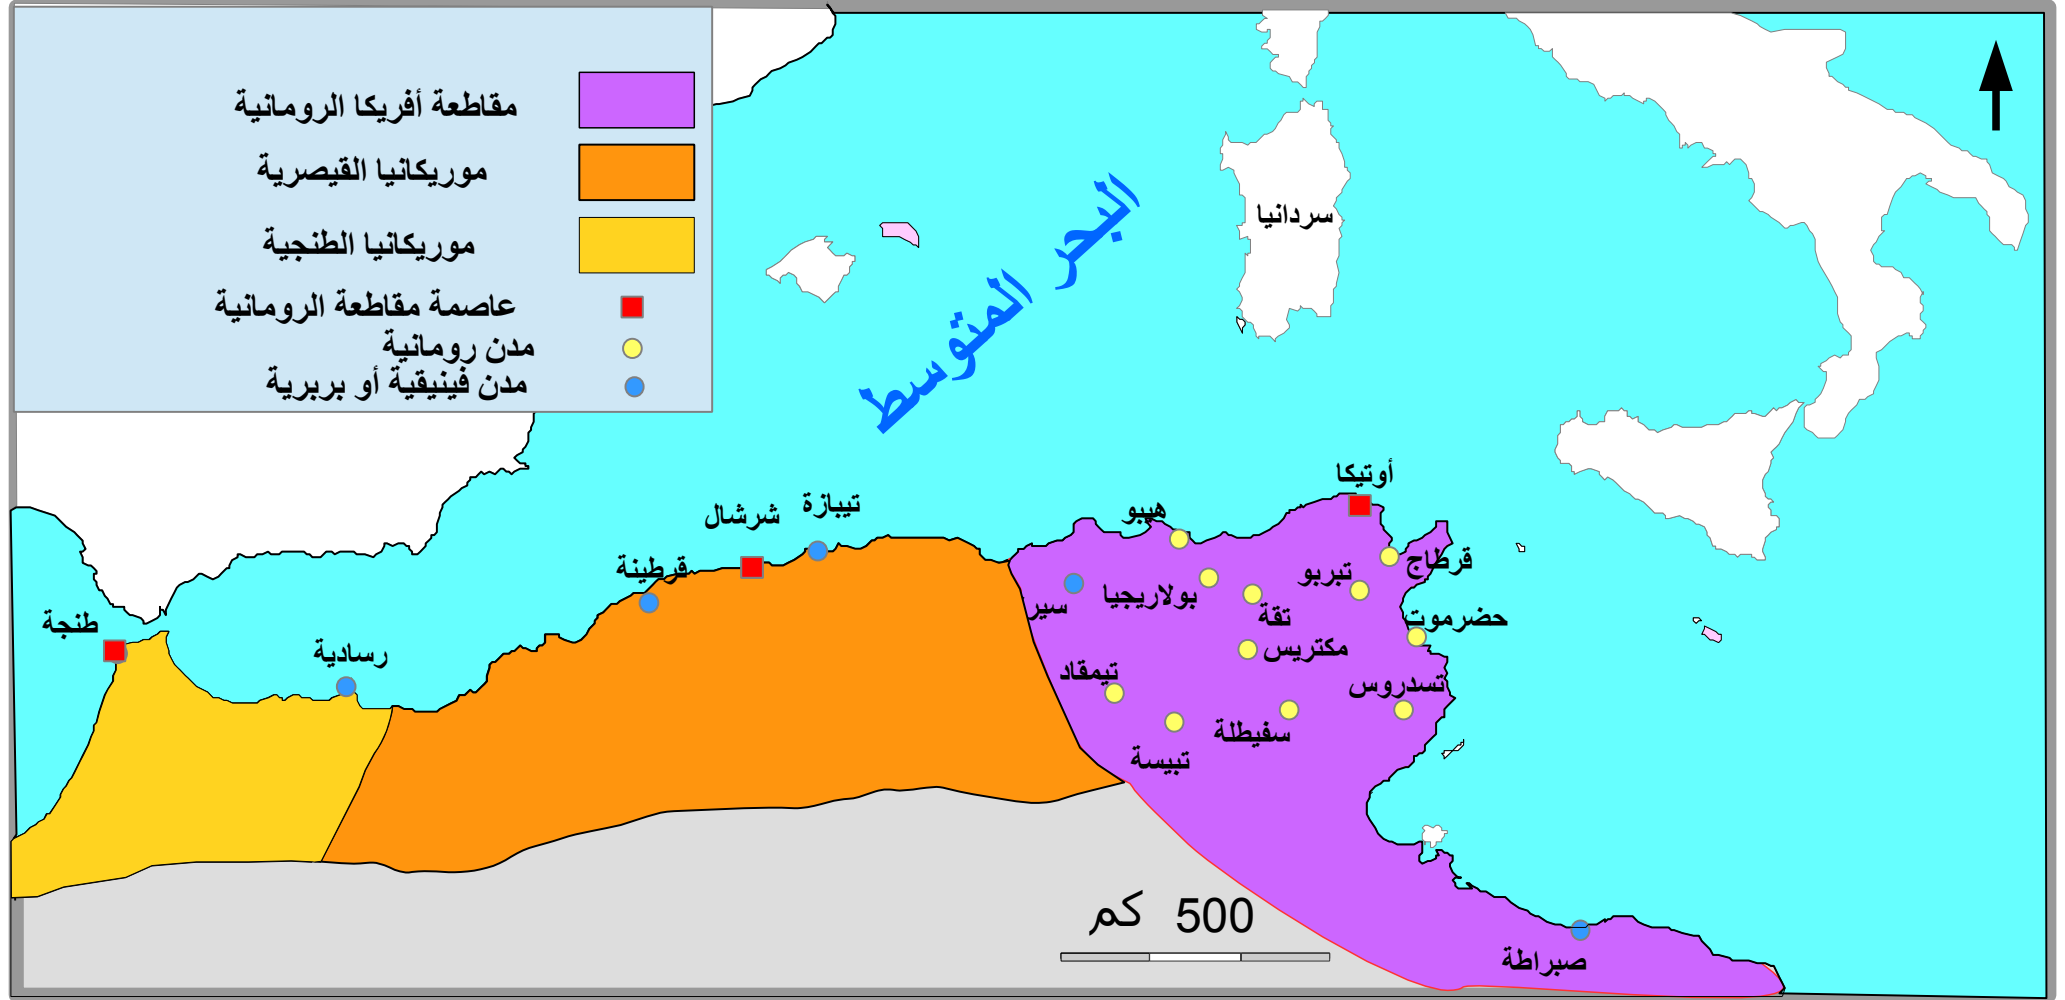 مقاطعة أفريكا الرومانية
موريكانيا القيصرية
موريكانيا الطنجية
عاصمة مقاطعة الرومانية
مدن رومانية
مدن فينيقية أو بربرية
البحر المتوسط
سردانيا
أوتيكا
هيبو
تيبازة
شرشال
قرطينة
قرطاج
تبربو
بولاريجيا
سير
تقة
حضرموت
طنجة
رسادية
مكتريس
تيمقاد
تسدروس
سفيطلة
تبيسة
500 كم
صبراطة